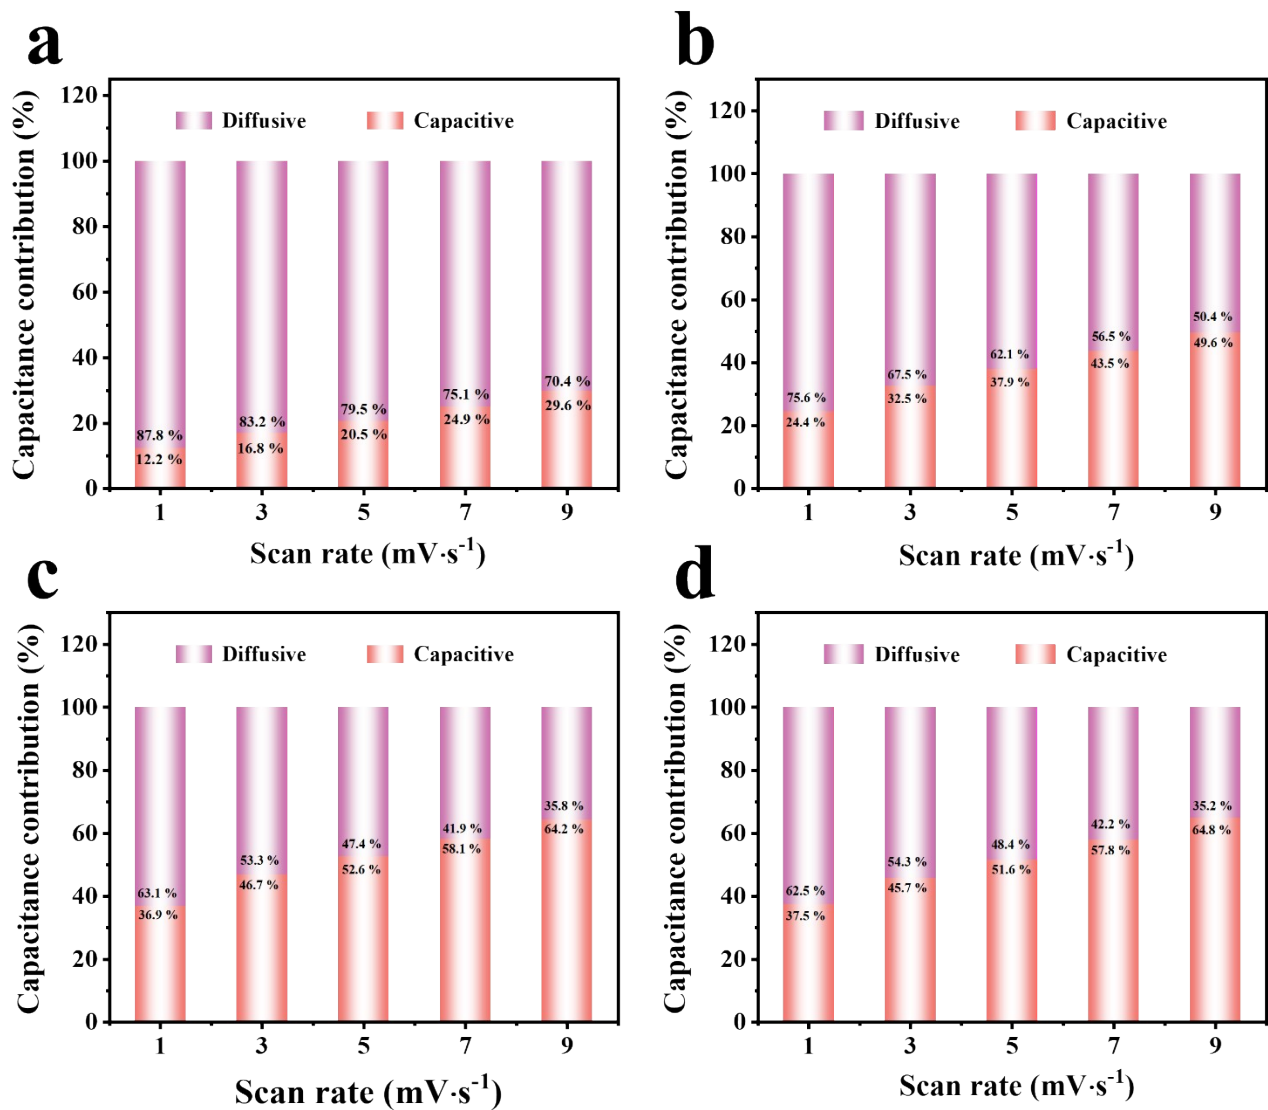 a
Capacitance contribution (%)
120
100
80
60
40
20
0
Diffusive Capacitive
87.8 % 83.2 % 79.5 % 75.1 % 70.4 %
12.2 % 16.8 % 20.5 % 24.9 % 29.6 %
1 3 5 7 9
Scan rate (mV·s⁻¹)
b
Capacitance contribution (%)
120
100
80
60
40
20
0
Diffusive Capacitive
75.6 % 67.5 % 62.1 % 56.5 % 50.4 %
24.4 % 32.5 % 37.9 % 43.5 % 49.6 %
1 3 5 7 9
Scan rate (mV·s⁻¹)
c
Capacitance contribution (%)
120
100
80
60
40
20
0
Diffusive Capacitive
63.1 % 53.3 % 47.4 % 41.9 % 35.8 %
36.9 % 46.7 % 52.6 % 58.1 % 64.2 %
1 3 5 7 9
Scan rate (mV·s⁻¹)
d
Capacitance contribution (%)
120
100
80
60
40
20
0
Diffusive Capacitive
62.5 % 54.3 % 48.4 % 42.2 % 35.2 %
37.5 % 45.7 % 51.6 % 57.8 % 64.8 %
1 3 5 7 9
Scan rate (mV·s⁻¹)